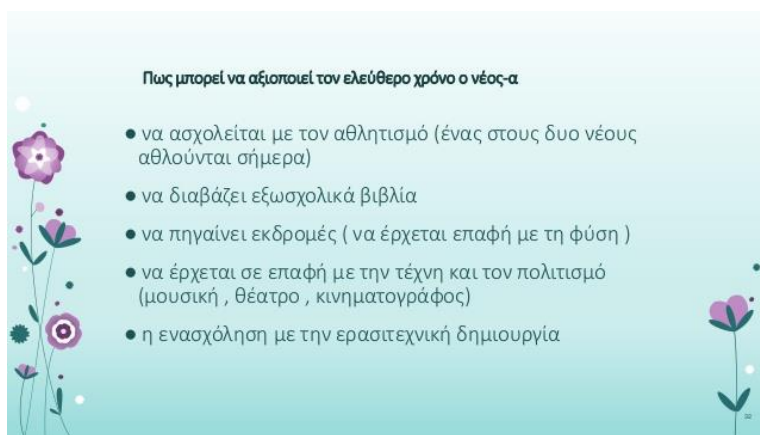 Πως μπορεί να αξιοποιεί τον ελεύθερο χρόνο ο νέος-α
● να ασχολείται με τον αθλητισμό (ένας στους δυο νέους
αθλούνται σήμερα)
● να διαβάζει εξωσχολικά βιβλία
● να πηγαίνει εκδρομές ( να έρχεται επαφή με τη φύση )
● να έρχεται σε επαφή με την τέχνη και τον πολιτισμό
(μουσική , θέατρο , κινηματογράφος)
● η ενασχόληση με την ερασιτεχνική δημιουργία